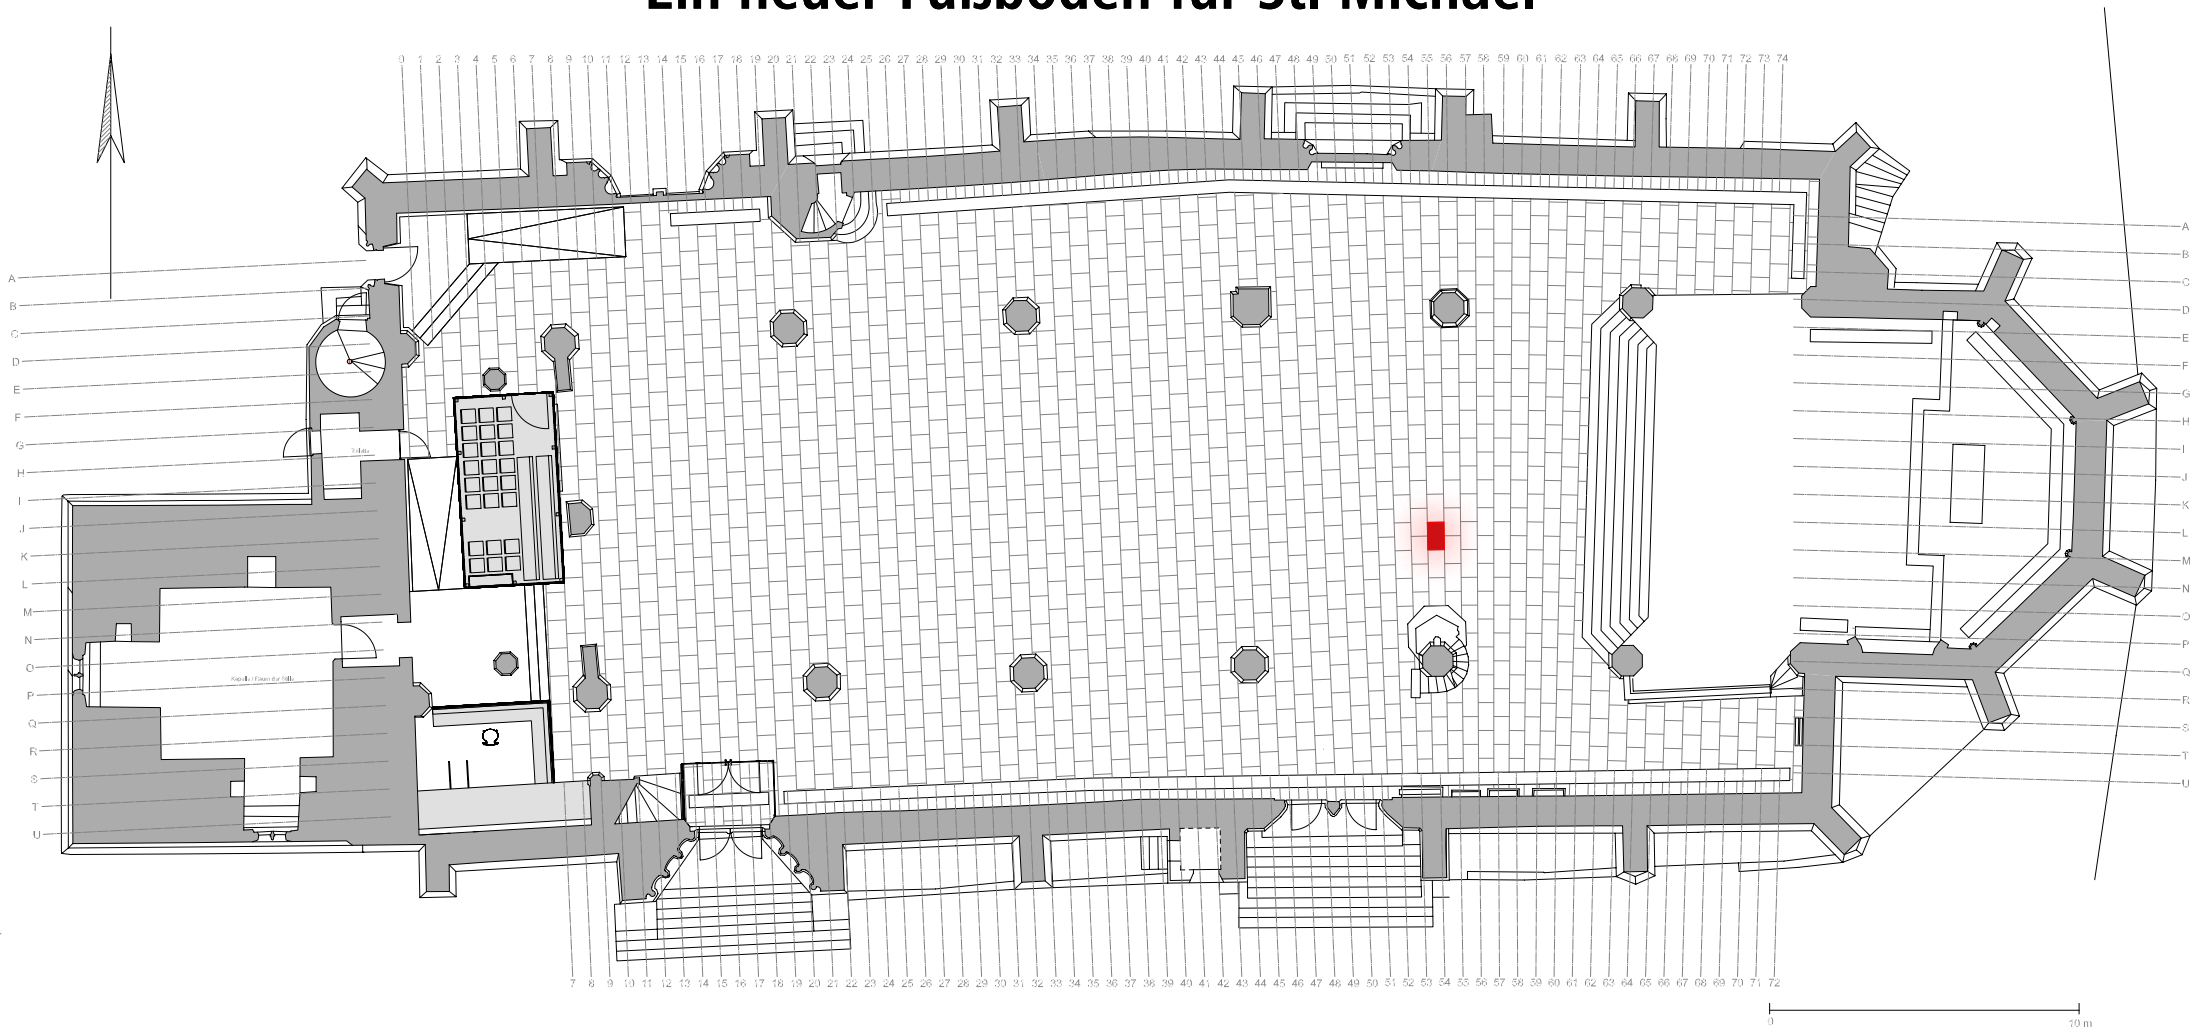 Ein neuer Fußboden für St. Michael
0 1 2 3 4 5 6 7 8 9 10 11 12 13 14 15 16 17 18 19 20 21 22 23 24 25 26 27 28 29 30 31 32 33 34 35 36 37 38 39 40 41 42 43 44 45 46 47 48 49 50 51 52 53 54 55 56 57 58 59 60 61 62 63 64 65 66 67 68 69 70 71 72 73 74
A
B
C
D
E
F
G
H
I
J
K
L
M
N
O
P
Q
R
S
T
U
Kapelle / Raum der Stille
A
B
C
D
E
F
G
H
I
J
K
L
M
N
O
P
Q
R
S
T
U
7 8 9 10 11 12 13 14 15 16 17 18 19 20 21 22 23 24 25 26 27 28 29 30 31 32 33 34 35 36 37 38 39 40 41 42 43 44 45 46 47 48 49 50 51 52 53 54 55 56 57 58 59 60 61 62 63 64 65 66 67 68 69 70 71 72
0 10 m